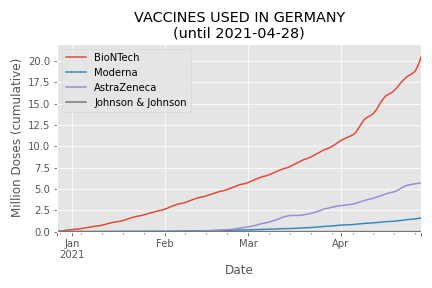 VACCINES USED IN GERMANY
(until 2021-04-28)
Million Doses (cumulative)
20.0
17.5
15.0
12.5
10.0
7.5
5.0
2.5
0.0
BioNTech
Moderna
AstraZeneca
Johnson & Johnson
Jan
2021
Feb
Mar
Apr
Date